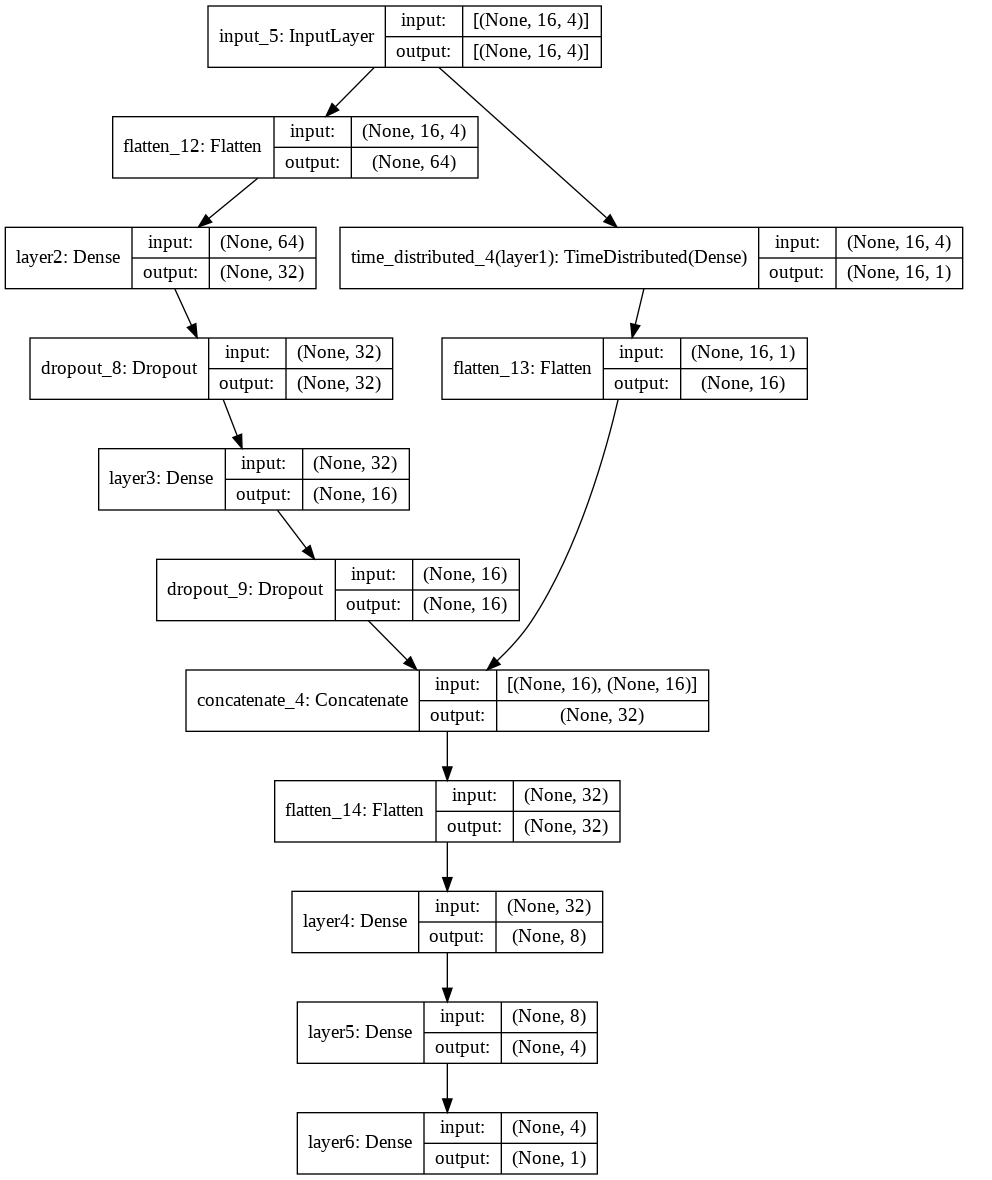 input_5: InputLayer
input: [(None, 16, 4)]
output: [(None, 16, 4)]
flatten_12: Flatten
input: (None, 16, 4)
output: (None, 64)
layer2: Dense
input: (None, 64)
output: (None, 32)
time_distributed_4(layer1): TimeDistributed(Dense)
input: (None, 16, 4)
output: (None, 16, 1)
dropout_8: Dropout
input: (None, 32)
output: (None, 32)
flatten_13: Flatten
input: (None, 16, 1)
output: (None, 16)
layer3: Dense
input: (None, 32)
output: (None, 16)
dropout_9: Dropout
input: (None, 16)
output: (None, 16)
concatenate_4: Concatenate
input: [(None, 16), (None, 16)]
output: (None, 32)
flatten_14: Flatten
input: (None, 32)
output: (None, 32)
layer4: Dense
input: (None, 32)
output: (None, 8)
layer5: Dense
input: (None, 8)
output: (None, 4)
layer6: Dense
input: (None, 4)
output: (None, 1)